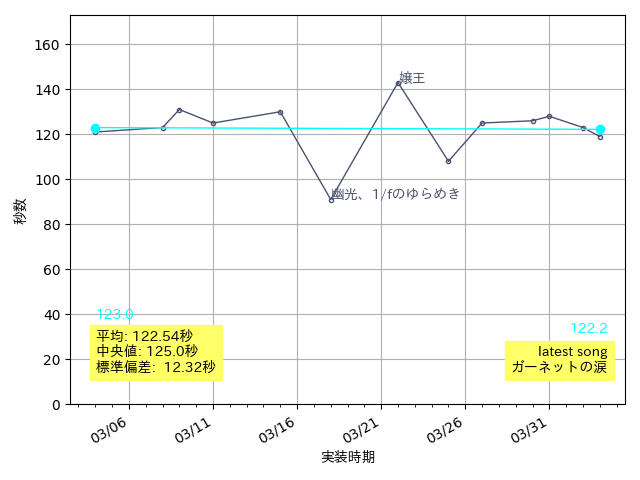 160
140
120
100
80
60
40
20
0
秒数
嬢王
幽光、1/fのゆらめき
123.0
平均: 122.54秒
中央値: 125.0秒
標準偏差: 12.32秒
122.2
latest song
ガーネットの涙
03/06
03/11
03/16
03/21
03/26
03/31
実装時期